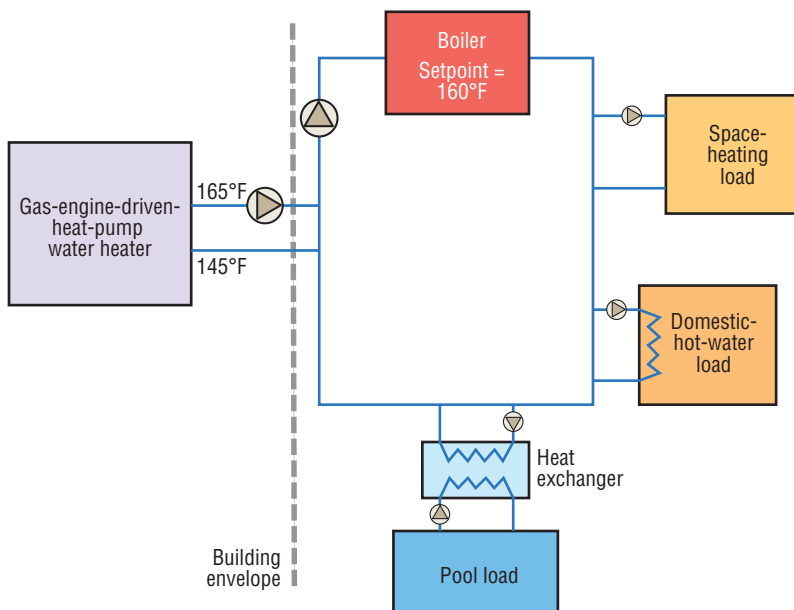 Boiler
Setpoint =
160°F
Space-
heating
load
Gas-engine-driven-
heat-pump
water heater
165°F
145°F
Domestic-
hot-water
load
Heat
exchanger
Building
envelope
Pool load